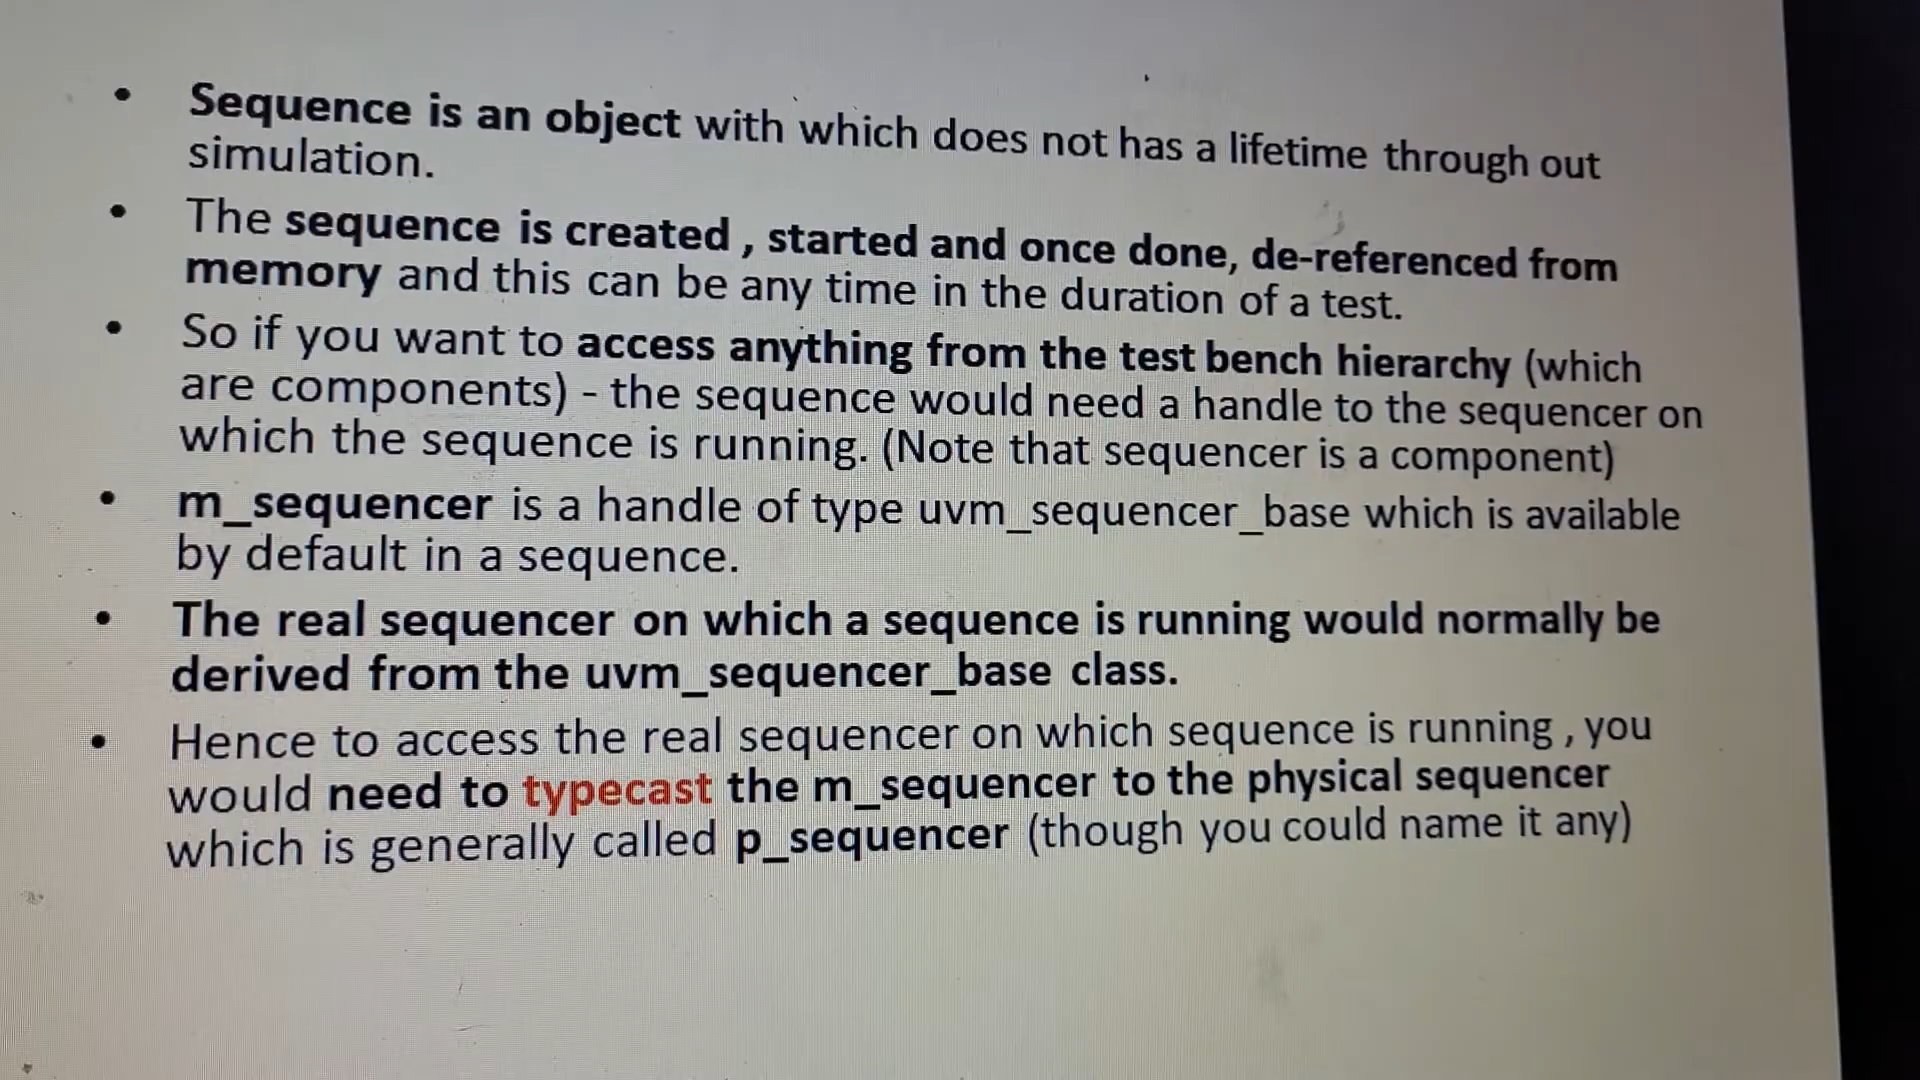 • Sequence is an object with which does not has a lifetime through out
simulation.
• The sequence is created , started and once done, de-referenced from
memory and this can be any time in the duration of a test.
• So if you want to access anything from the test bench hierarchy (which
are components) - the sequence would need a handle to the sequencer on
which the sequence is running. (Note that sequencer is a component)
• m_sequencer is a handle of type uvm_sequencer_base which is available
by default in a sequence.
• The real sequencer on which a sequence is running would normally be
derived from the uvm_sequencer_base class.
• Hence to access the real sequencer on which sequence is running , you
would need to typecast the m_sequencer to the physical sequencer
which is generally called p_sequencer (though you could name it any)